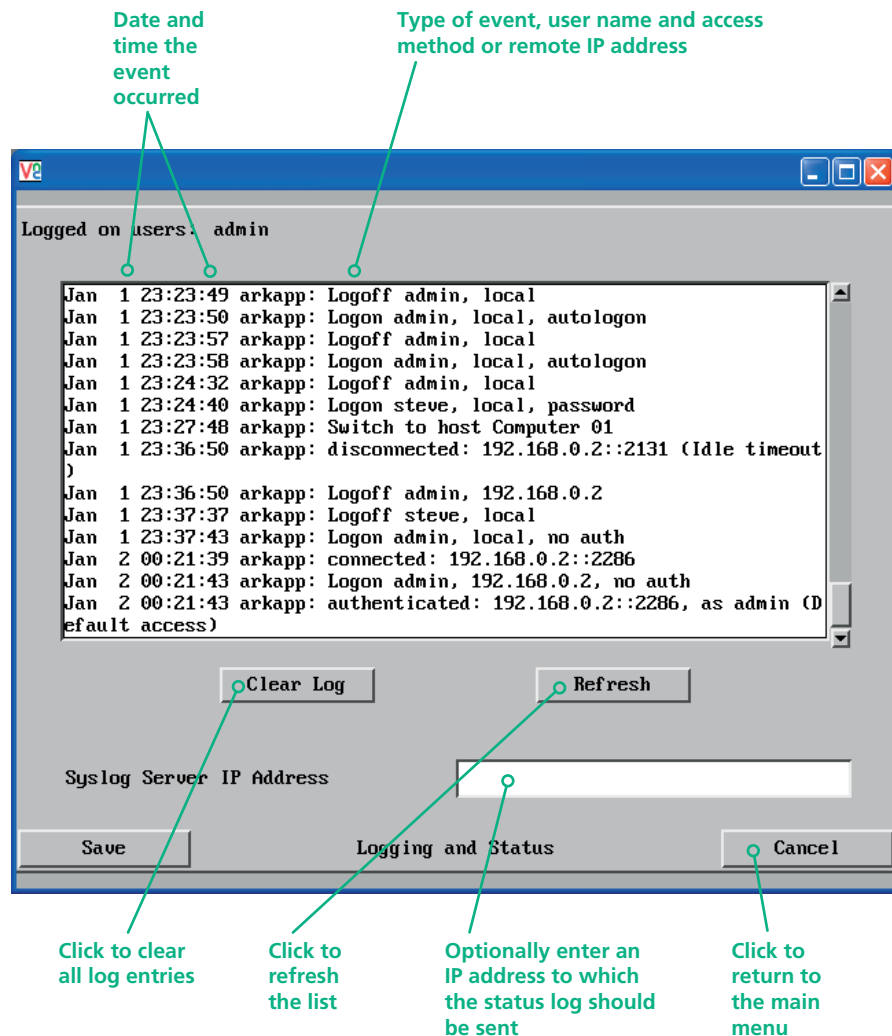 Date and
time the
event
occurred
Type of event, user name and access
method or remote IP address
Logged on users: admin
Jan  1 23:23:49 arkapp: Logoff admin, local
Jan  1 23:23:50 arkapp: Logon admin, local, autologon
Jan  1 23:23:57 arkapp: Logoff admin, local
Jan  1 23:23:58 arkapp: Logon admin, local, autologon
Jan  1 23:24:32 arkapp: Logoff admin, local
Jan  1 23:24:40 arkapp: Logon steve, local, password
Jan  1 23:27:48 arkapp: Switch to host Computer 01
Jan  1 23:36:50 arkapp: disconnected: 192.168.0.2::2131 (Idle timeout
)
Jan  1 23:36:50 arkapp: Logoff admin, 192.168.0.2
Jan  1 23:37:37 arkapp: Logoff steve, local
Jan  1 23:37:43 arkapp: Logon admin, local, no auth
Jan  2 00:21:39 arkapp: connected: 192.168.0.2::2286
Jan  2 00:21:43 arkapp: Logon admin, 192.168.0.2, no auth
Jan  2 00:21:43 arkapp: authenticated: 192.168.0.2::2286, as admin (D
efault access)
Clear Log
Refresh
Syslog Server IP Address
Save
Logging and Status
Cancel
Click to clear
all log entries
Click to
refresh
the list
Optionally enter an
IP address to which
the status log should
be sent
Click to
return to
the main
menu